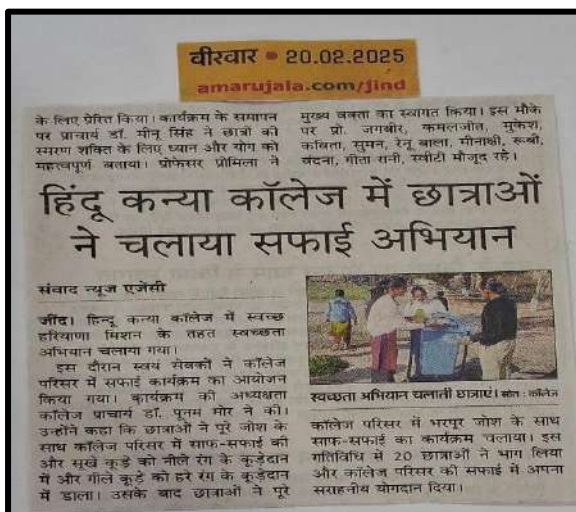 वीरवार • 20.02.2025
amarujala.com/jind
के लिए प्रेरित किया। कार्यक्रम के समापन
पर प्राचार्य डॉ. मीनू सिंह ने छात्रों की
स्मरण शक्ति के लिए ध्यान और योग को
महत्वपूर्ण बताया। प्रोफेसर प्रोमिला ने
मुख्य वक्ता का स्वागत किया। इस मौके
पर प्रो. जगबीर, कमलजीत, मुकेश,
कविता, सुमन, रेनू बाला, मीनाक्षी, रूबी,
वंदना, गीता रानी, स्वीटी मौजूद रहे।
हिंदू कन्या कॉलेज में छात्राओं
ने चलाया सफाई अभियान
संवाद न्यूज एजेंसी
जींद। हिन्दू कन्या कॉलेज में स्वच्छ
हरियाणा मिशन के तहत स्वच्छता
अभियान चलाया गया।
इस दौरान स्वयं सेवकों ने कॉलेज
परिसर में सफाई कार्यक्रम का आयोजन
किया गया। कार्यक्रम की अध्यक्षता
कॉलेज प्राचार्य डॉ. पूनम मोर ने की।
उन्होंने कहा कि छात्राओं ने पूरे जोश के
साथ कॉलेज परिसर में साफ-सफाई की
और सूखे कूड़े को नीले रंग के कूड़ेदान
में और गीले कूड़े को हरे रंग के कूड़ेदान
में डाला। उसके बाद छात्राओं ने पूरे
स्वच्छता अभियान चलाती छात्राएं। स्रोत : कॉलेज
कॉलेज परिसर में भरपूर जोश के साथ
साफ-सफाई का कार्यक्रम चलाया। इस
गतिविधि में 20 छात्राओं ने भाग लिया
और कॉलेज परिसर की सफाई में अपना
सराहनीय योगदान दिया।